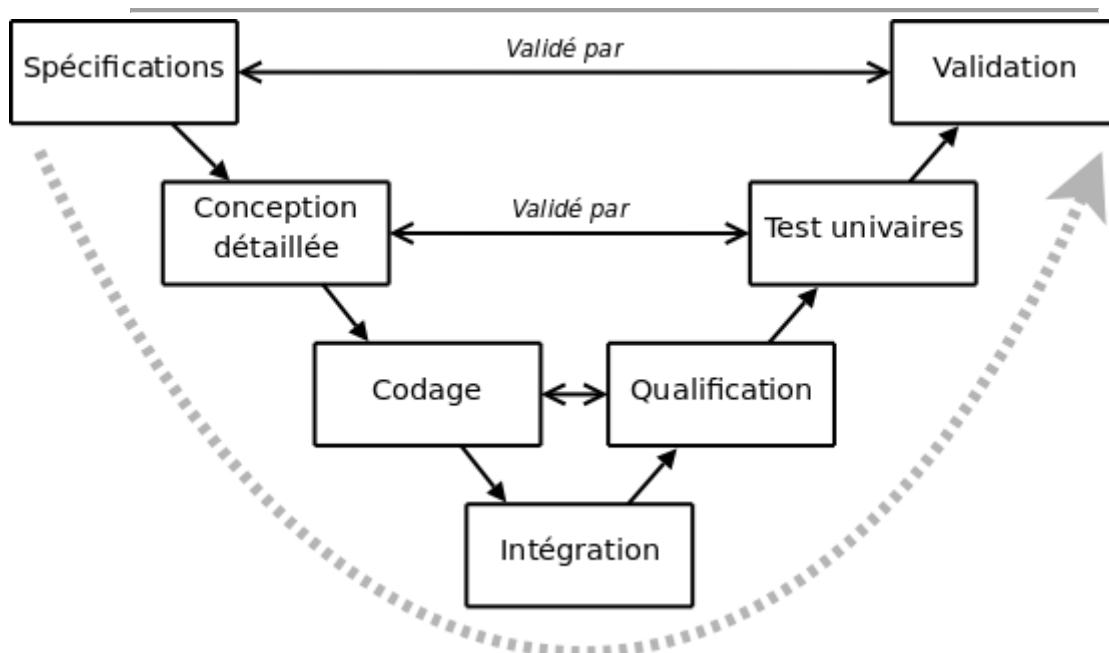 Spécifications
Validé par
Validation
Conception
détaillée
Validé par
Test univaires
Codage
Qualification
Intégration